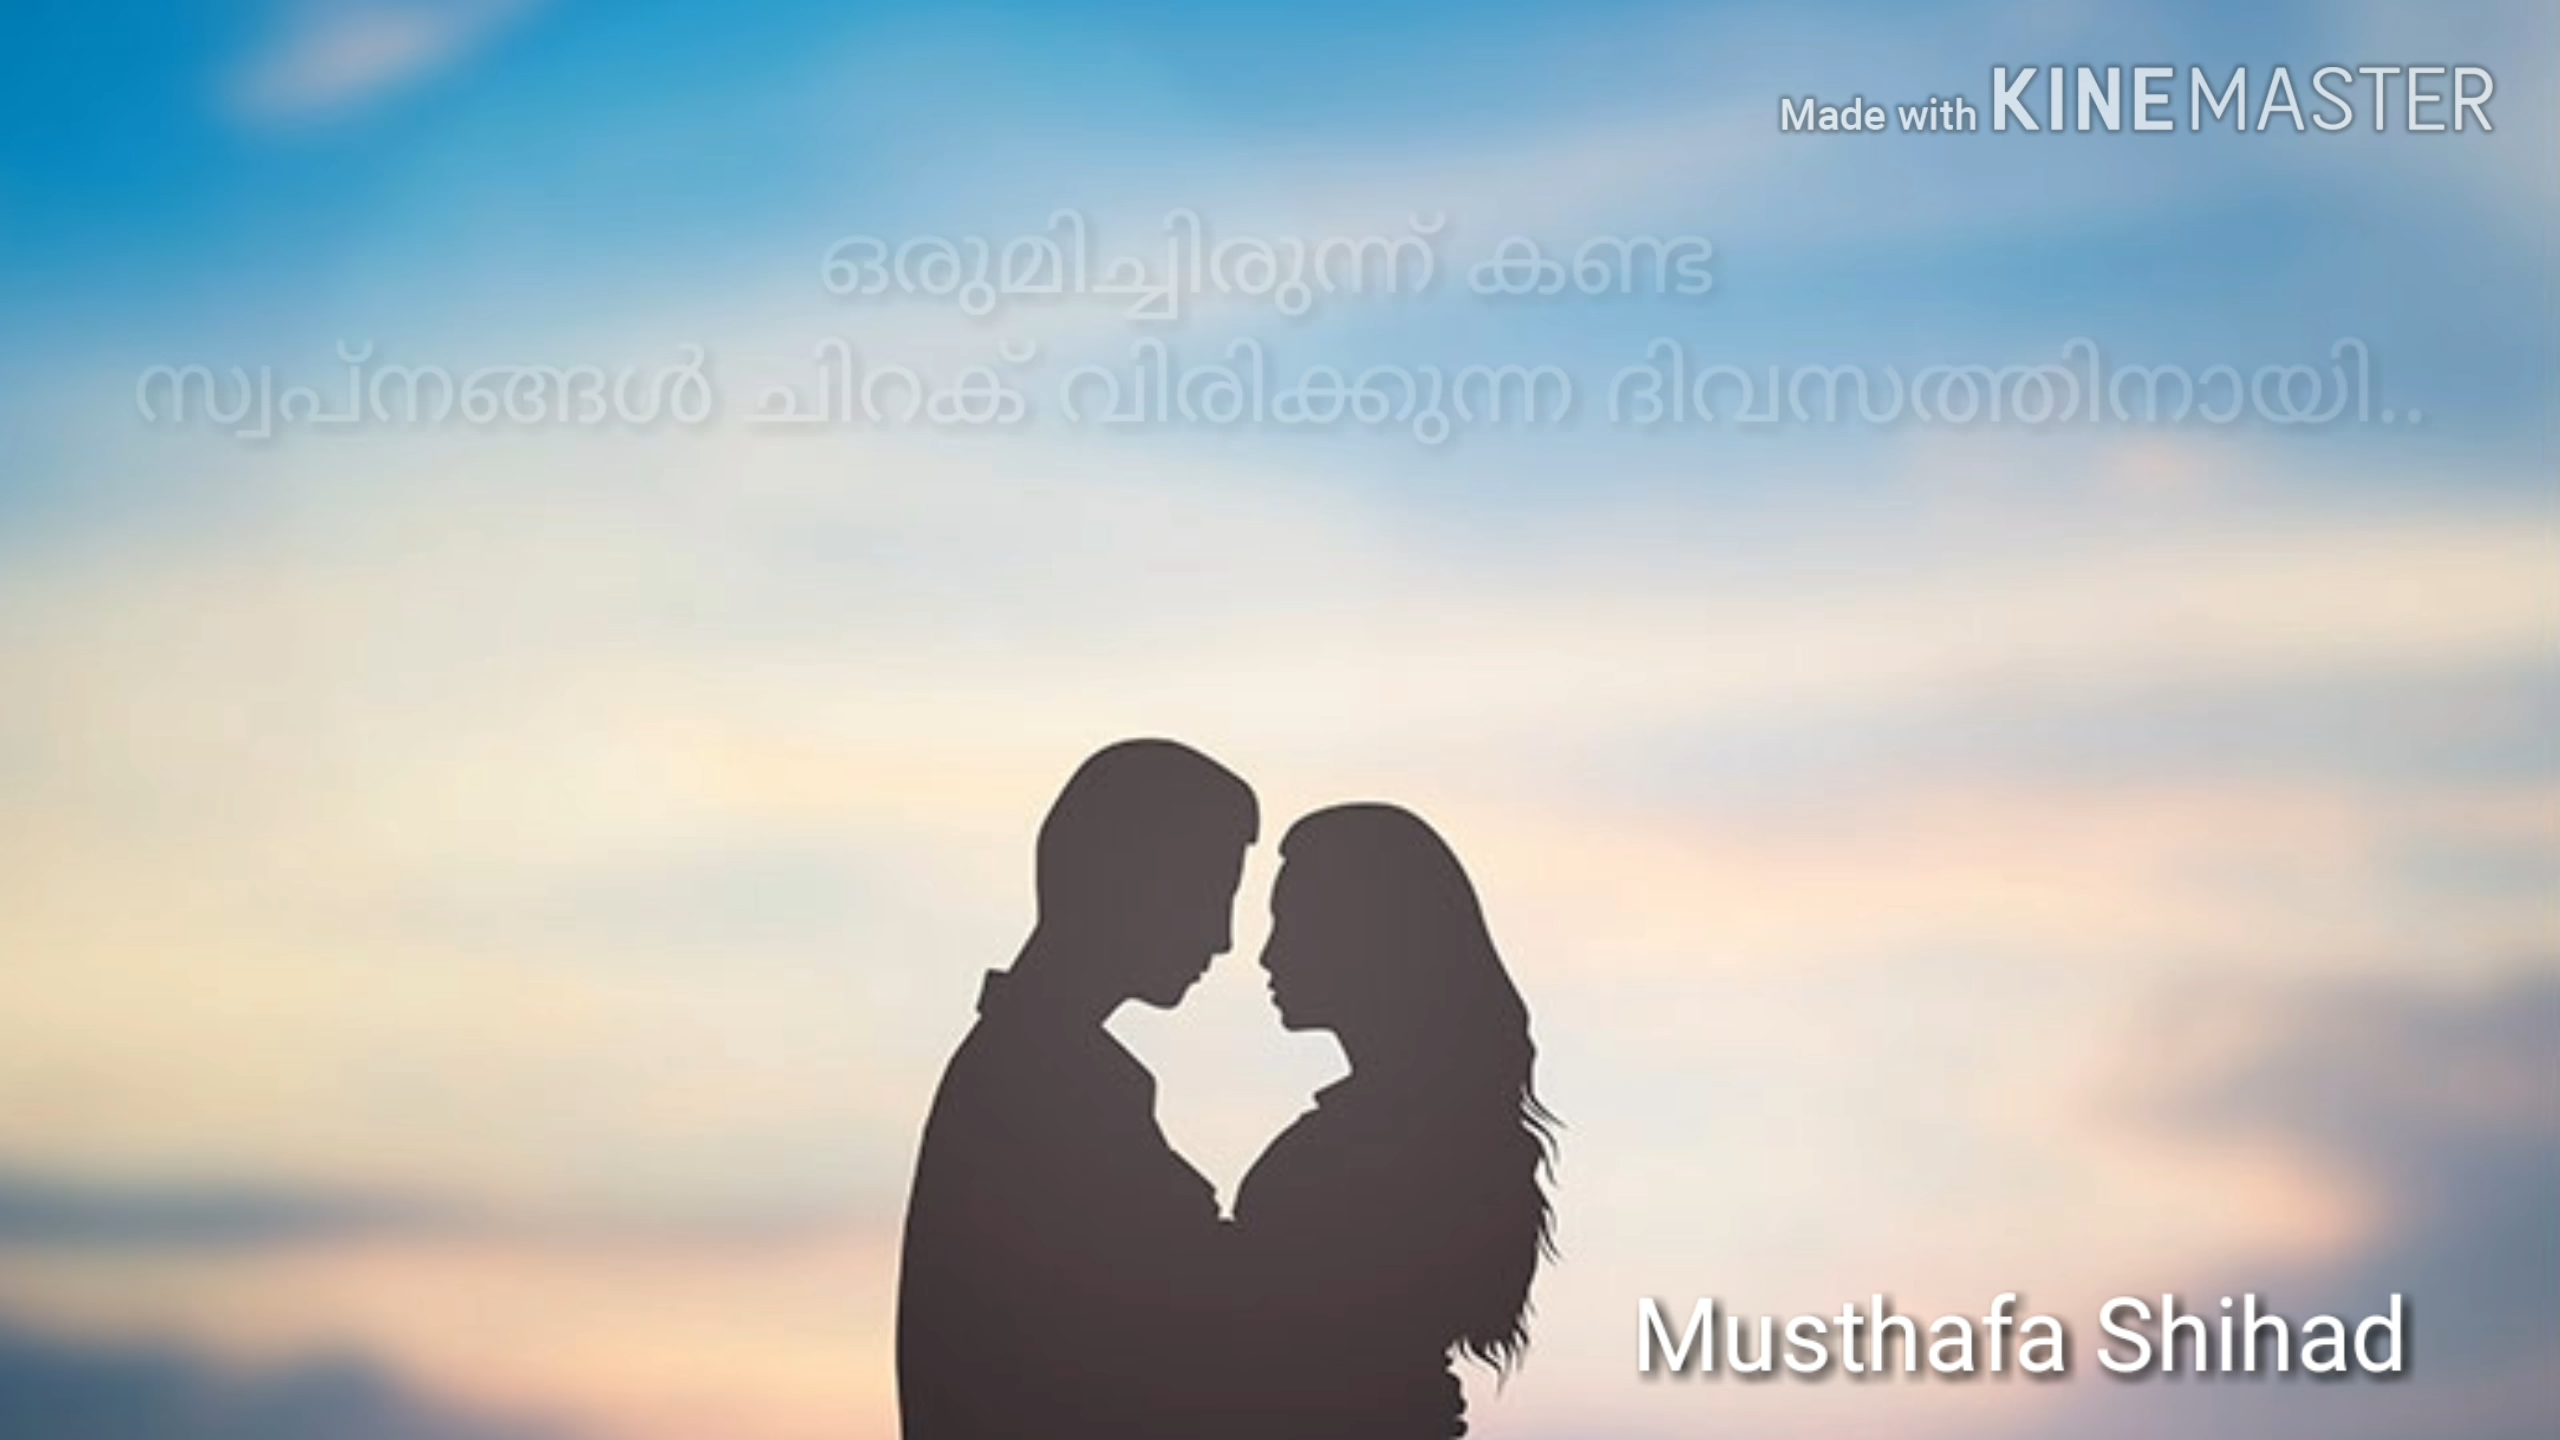 Made with KINEMASTER
ഒരുമിച്ചിരുന്ന് കണ്ട
സ്വപ്നങ്ങൾ ചിറക് വിരിക്കുന്ന ദിവസത്തിനായി..
Musthafa Shihad